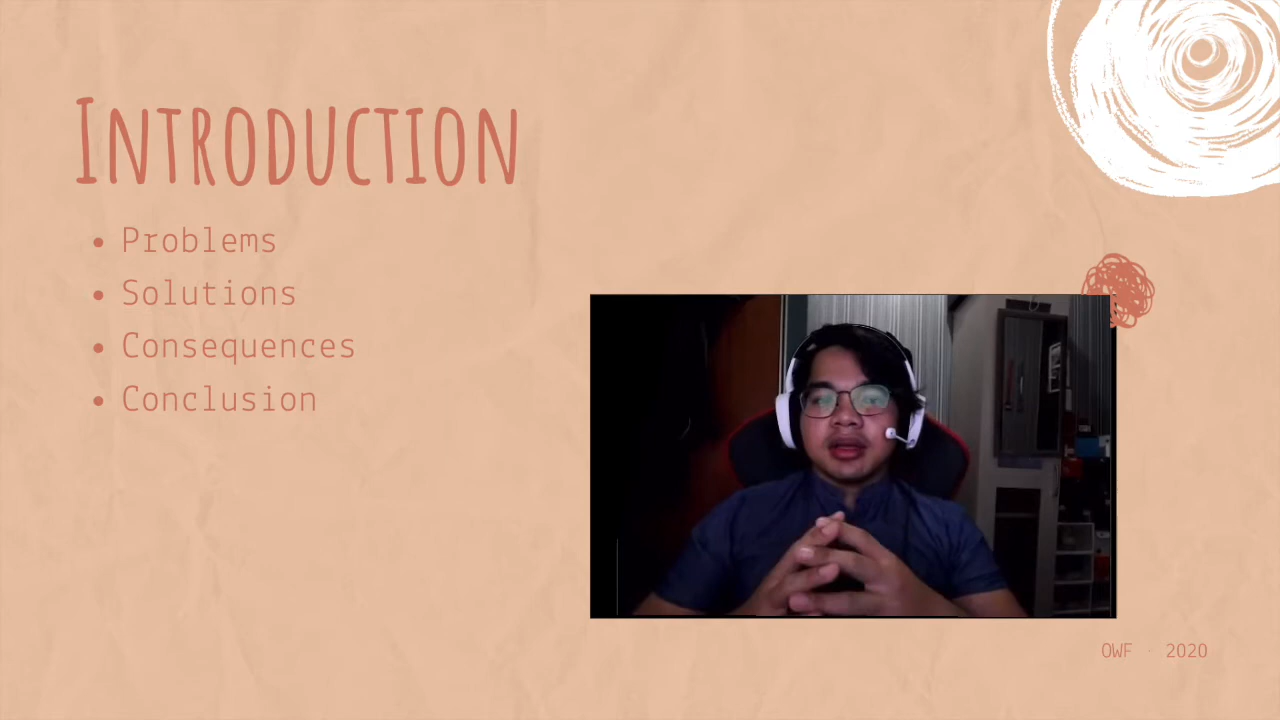 Introduction
• Problems
• Solutions
• Consequences
• Conclusion
OWF · 2020